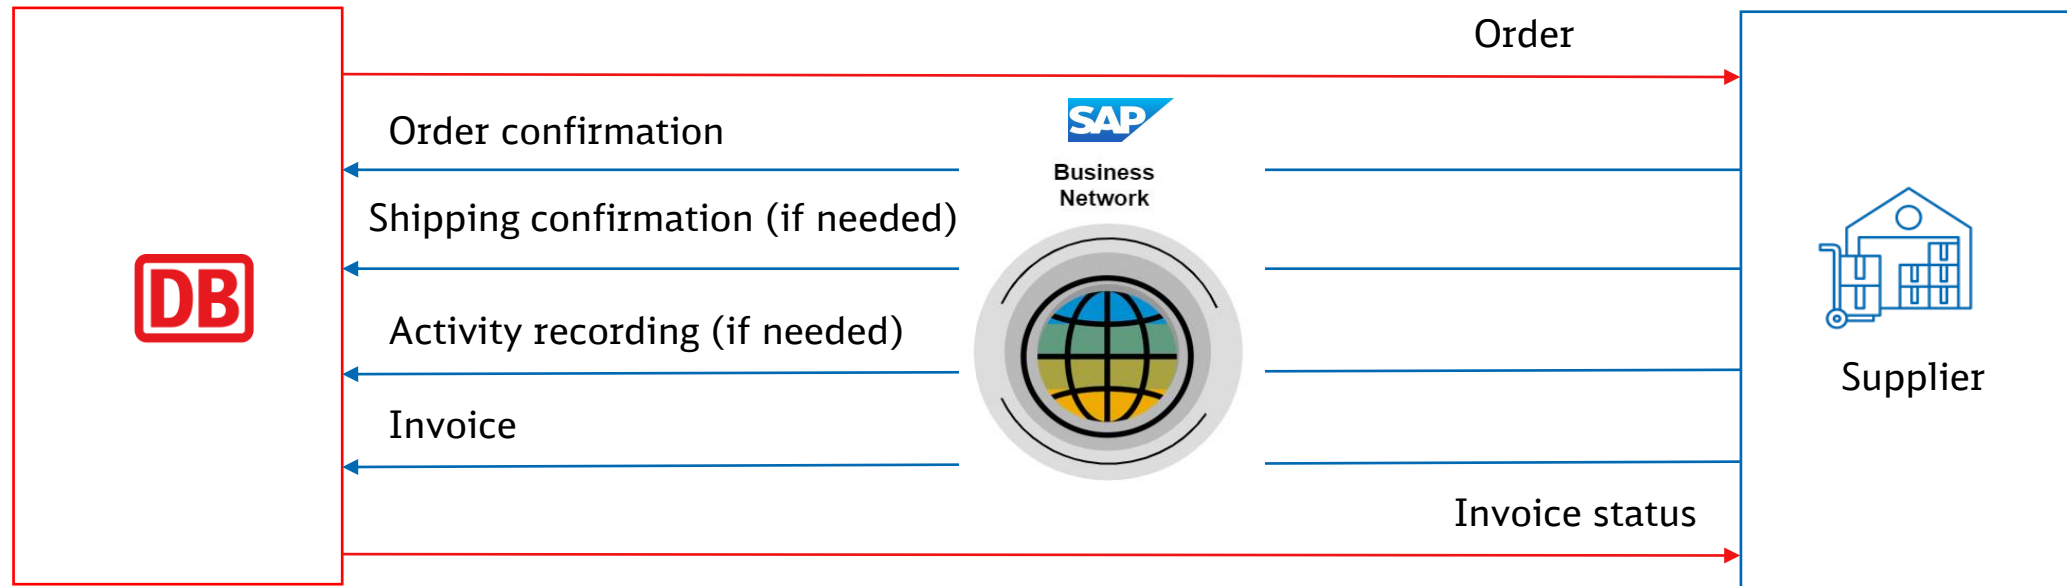 Order
SAP
Order confirmation
Business
Network
Shipping confirmation (if needed)
DB
Activity recording (if needed)
Supplier
Invoice
Invoice status